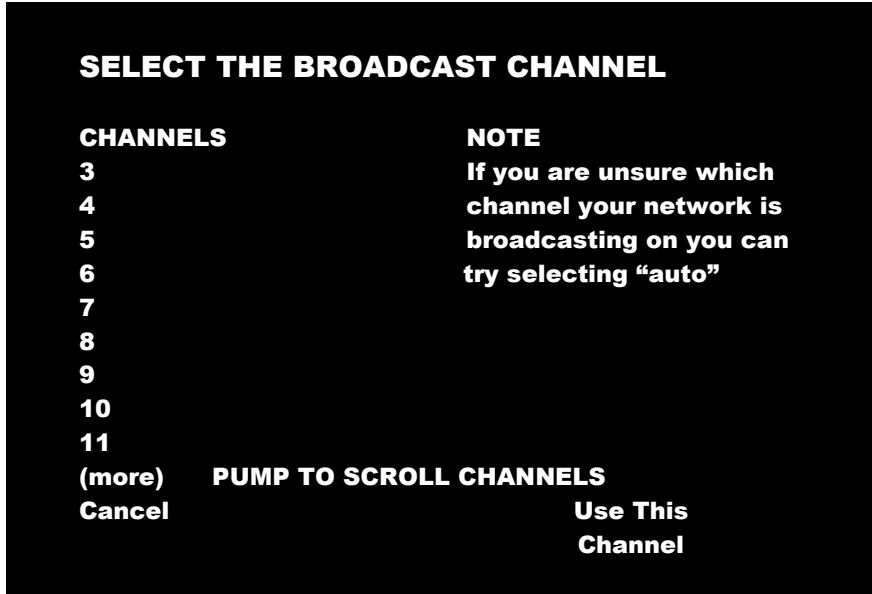 SELECT THE BROADCAST CHANNEL
CHANNELS NOTE
3 If you are unsure which
4 channel your network is
5 broadcasting on you can
6 try selecting “auto”
7
8
9
10
11
(more) PUMP TO SCROLL CHANNELS
Cancel Use This
Channel